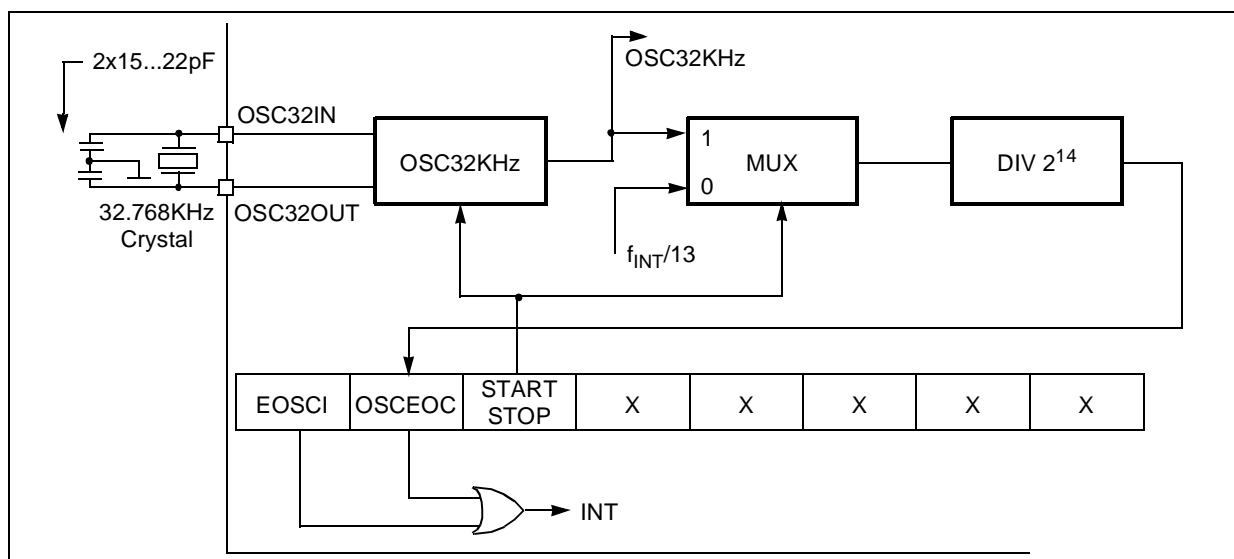 2x15...22pF
OSC32KHz
OSC32IN
OSC32KHz
1
MUX
0
DIV 2^14
OSC32OUT
32.768KHz
Crystal
f_INT/13
EOSCI
OSCEOC
START
STOP
X
X
X
X
X
INT